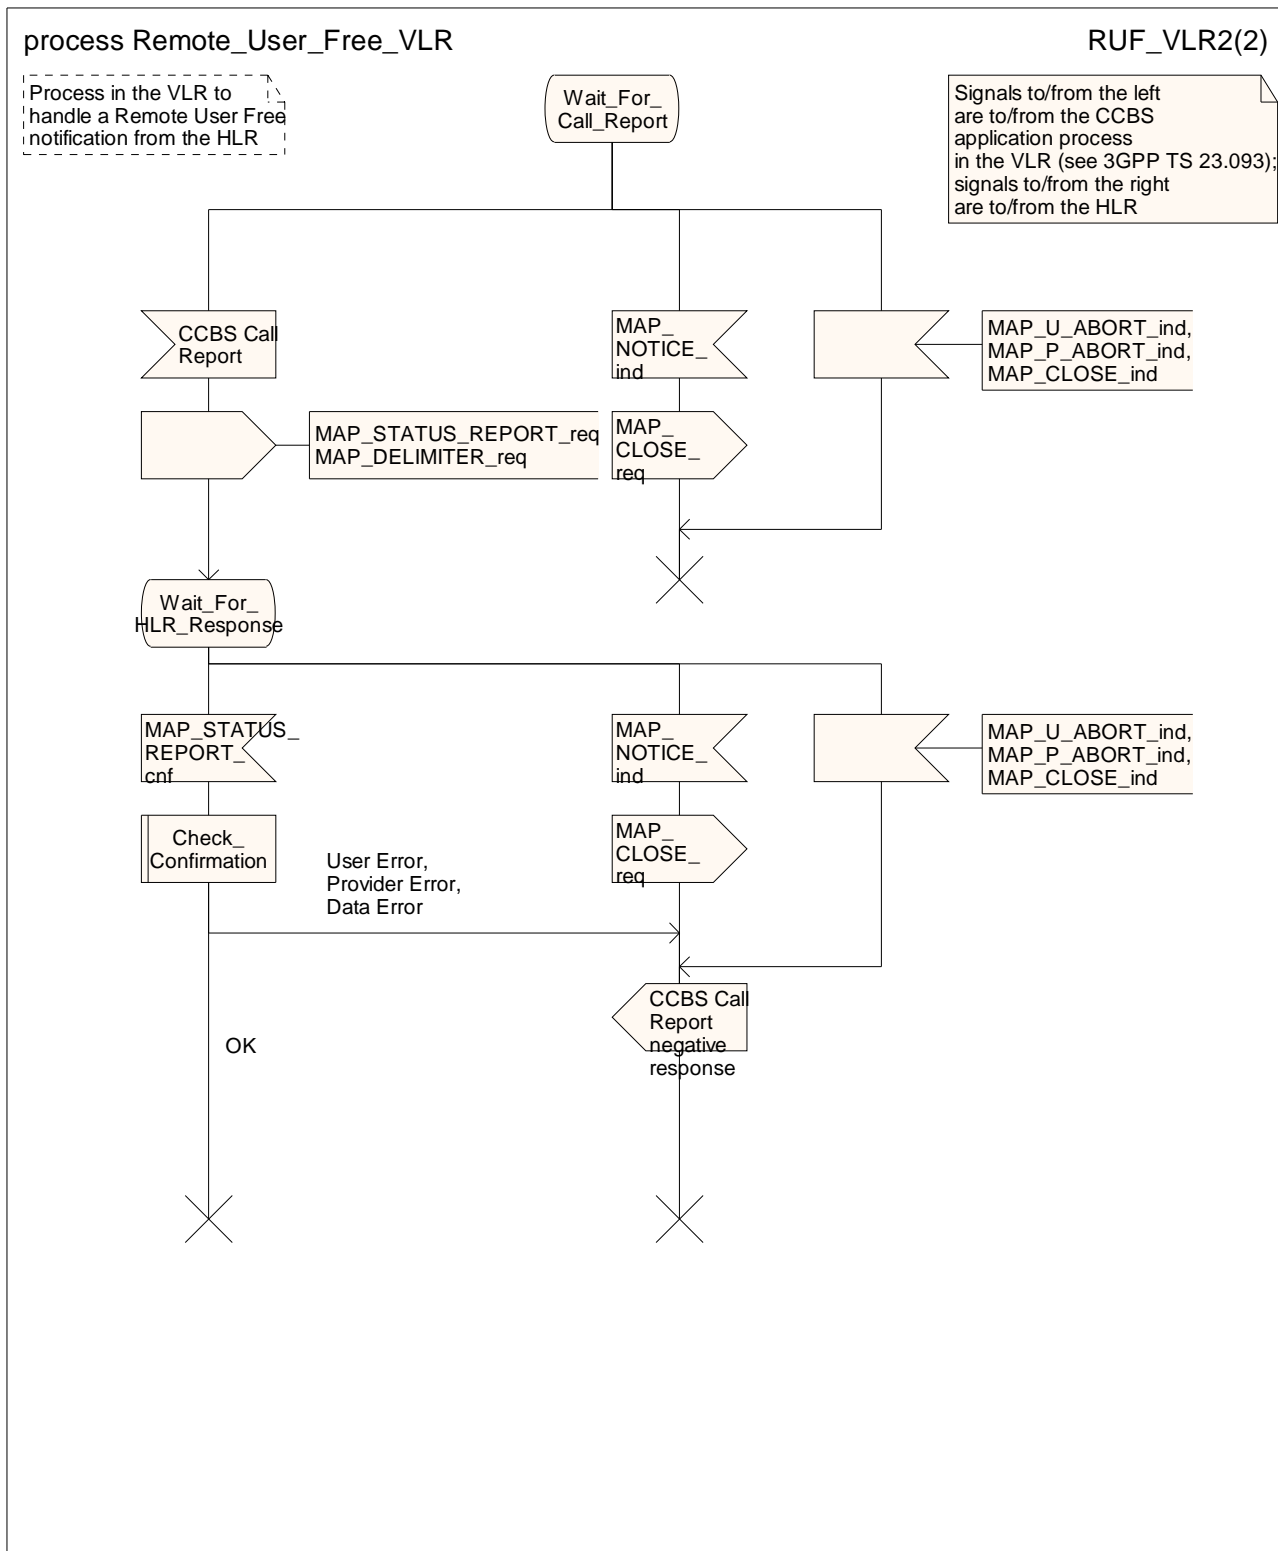 process Remote_User_Free_VLR
RUF_VLR2(2)
Process in the VLR to
handle a Remote User Free
notification from the HLR
Wait_For_
Call_Report
Signals to/from the left
are to/from the CCBS
application process
in the VLR (see 3GPP TS 23.093);
signals to/from the right
are to/from the HLR
CCBS Call
Report
MAP_
NOTICE_
ind
MAP_U_ABORT_ind,
MAP_P_ABORT_ind,
MAP_CLOSE_ind
MAP_STATUS_REPORT_req
MAP_DELIMITER_req
MAP_
CLOSE_
req
Wait_For_
HLR_Response
MAP_STATUS_
REPORT_
cnf
MAP_
NOTICE_
ind
MAP_U_ABORT_ind,
MAP_P_ABORT_ind,
MAP_CLOSE_ind
Check_
Confirmation
User Error,
Provider Error,
Data Error
MAP_
CLOSE_
req
CCBS Call
Report
negative
response
OK